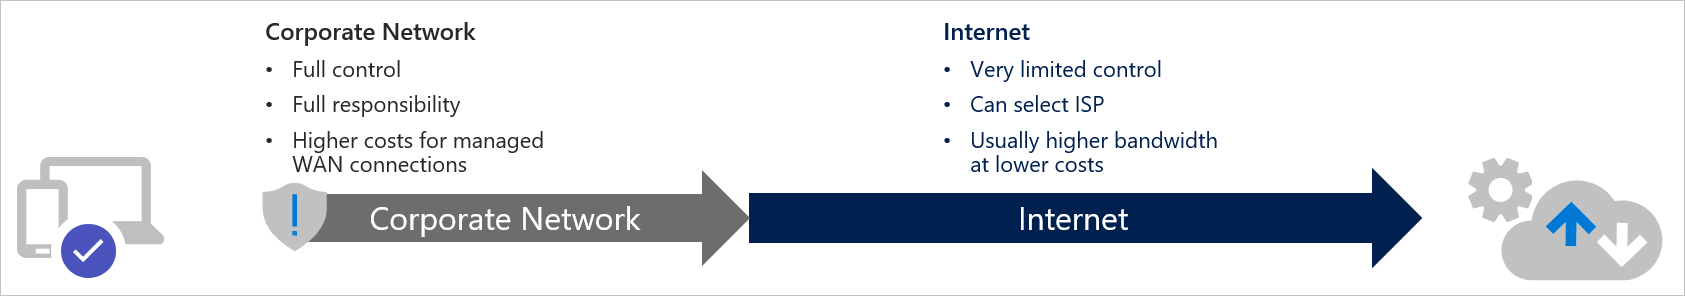 Corporate Network
• Full control
• Full responsibility
• Higher costs for managed
WAN connections
Internet
• Very limited control
• Can select ISP
• Usually higher bandwidth
at lower costs
Corporate Network
Internet